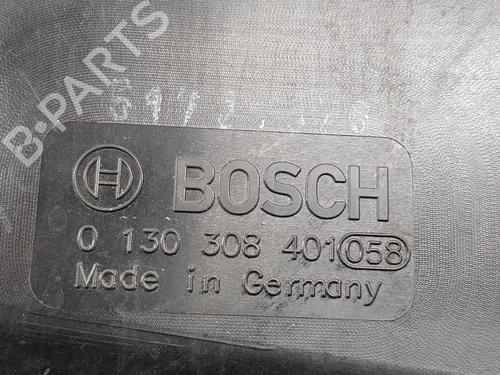 B-PARTS
BOSCH
0 130 308 401 058
Made in Germany